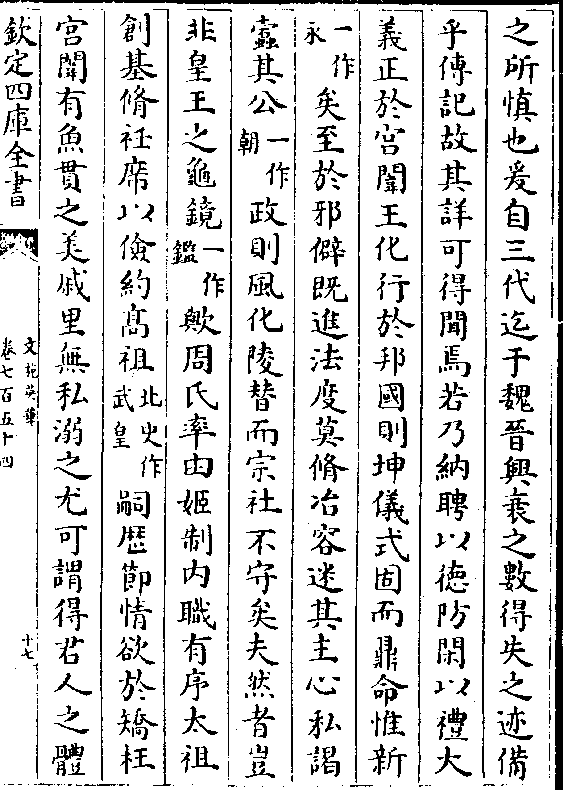 之所慎也爰自三代迄于魏晉興衰之數得失之迹備
乎傳記故其詳可得聞焉若乃納聘以德防閑以禮大
義正於宫闈王化行於邦國則坤儀式固而鼎命惟新
一作永矣至於邪僻既進法度莫脩冶容迷其主心私謁
蠧其公一作朝政則風化陵替而宗社不守矣夫然者豈
非皇王之龜鏡一作鑑歟周氏率由姬制内職有序太祖
創基脩衽席以儉約髙祖北史作武皇嗣歴節情欲於矯枉
宫闈有魚貫之美戚里無私溺之尤可謂得君人之體
欽定四庫全書
文苑英華
卷七百五十四
十七